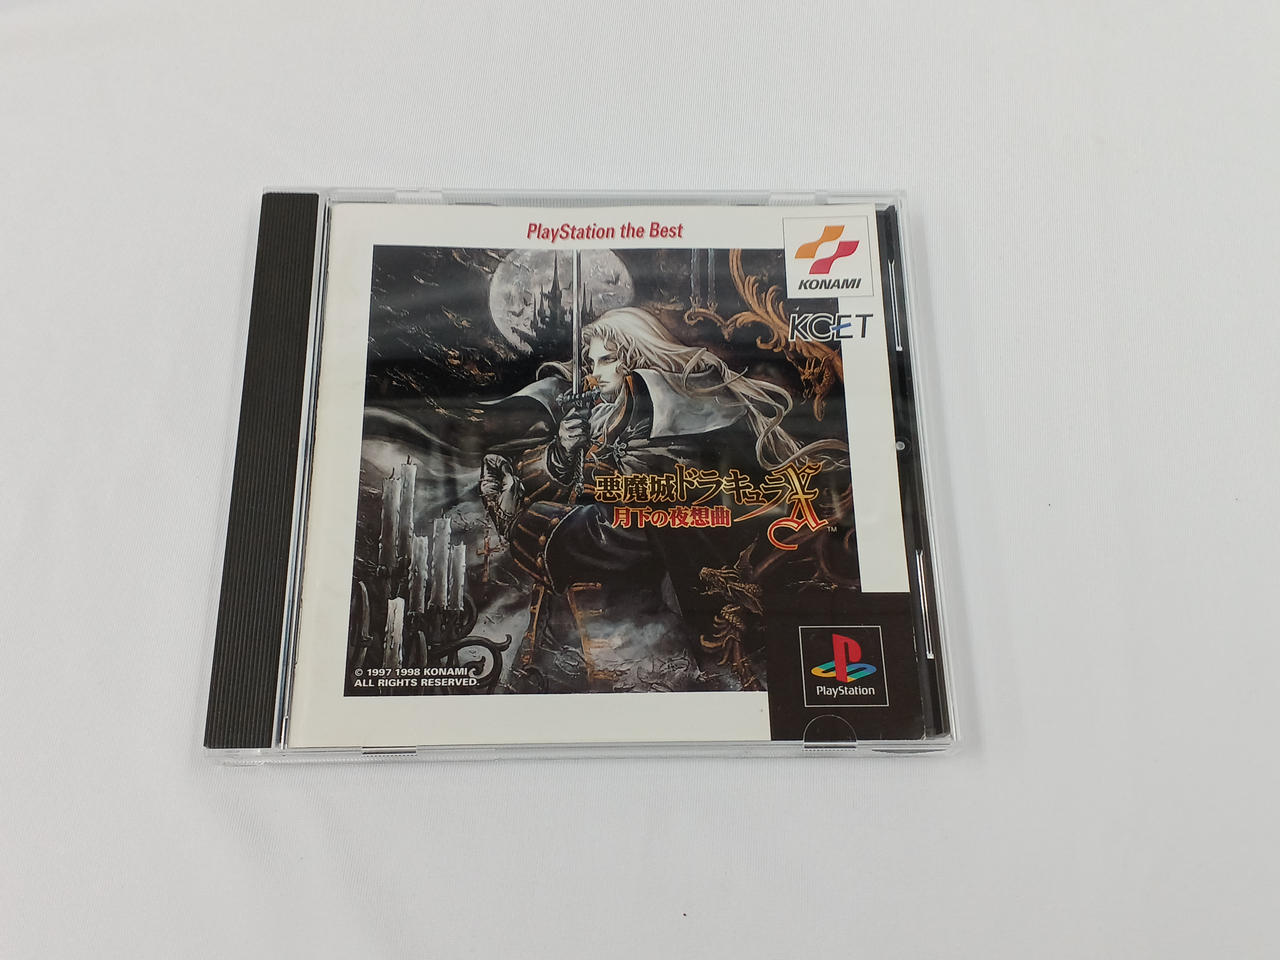 PlayStation the Best
KONAMI
KCET
悪魔城ドラキュラX
月下の夜想曲
TM
© 1997 1998 KONAMI
ALL RIGHTS RESERVED.
PlayStation